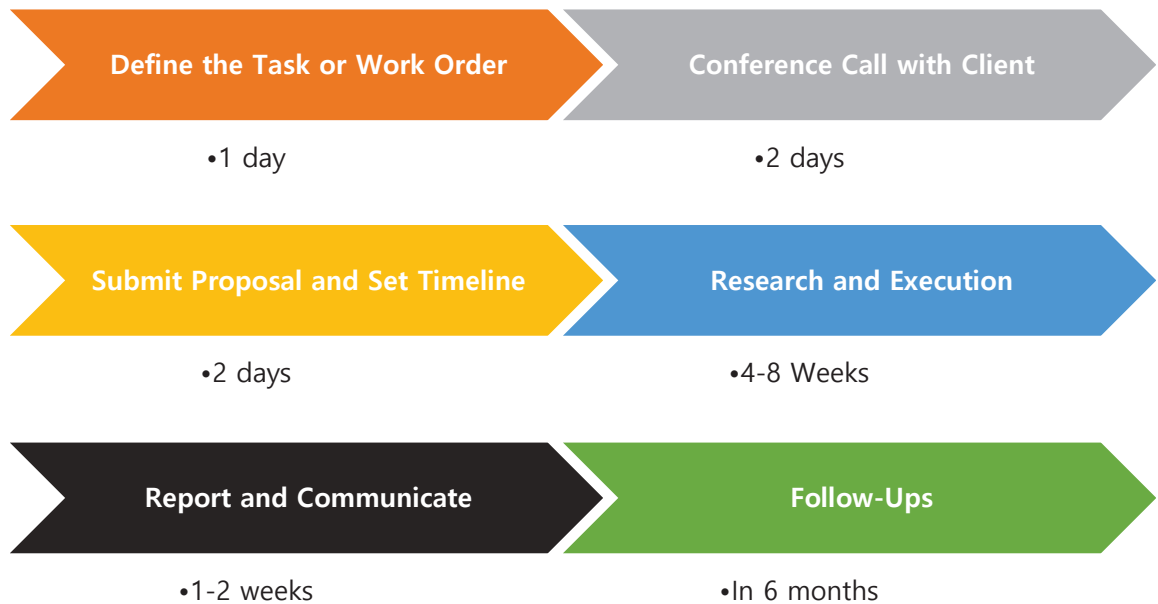 Define the Task or Work Order
Conference Call with Client
•1 day
•2 days
Submit Proposal and Set Timeline
Research and Execution
•2 days
•4-8 Weeks
Report and Communicate
Follow-Ups
•1-2 weeks
•In 6 months